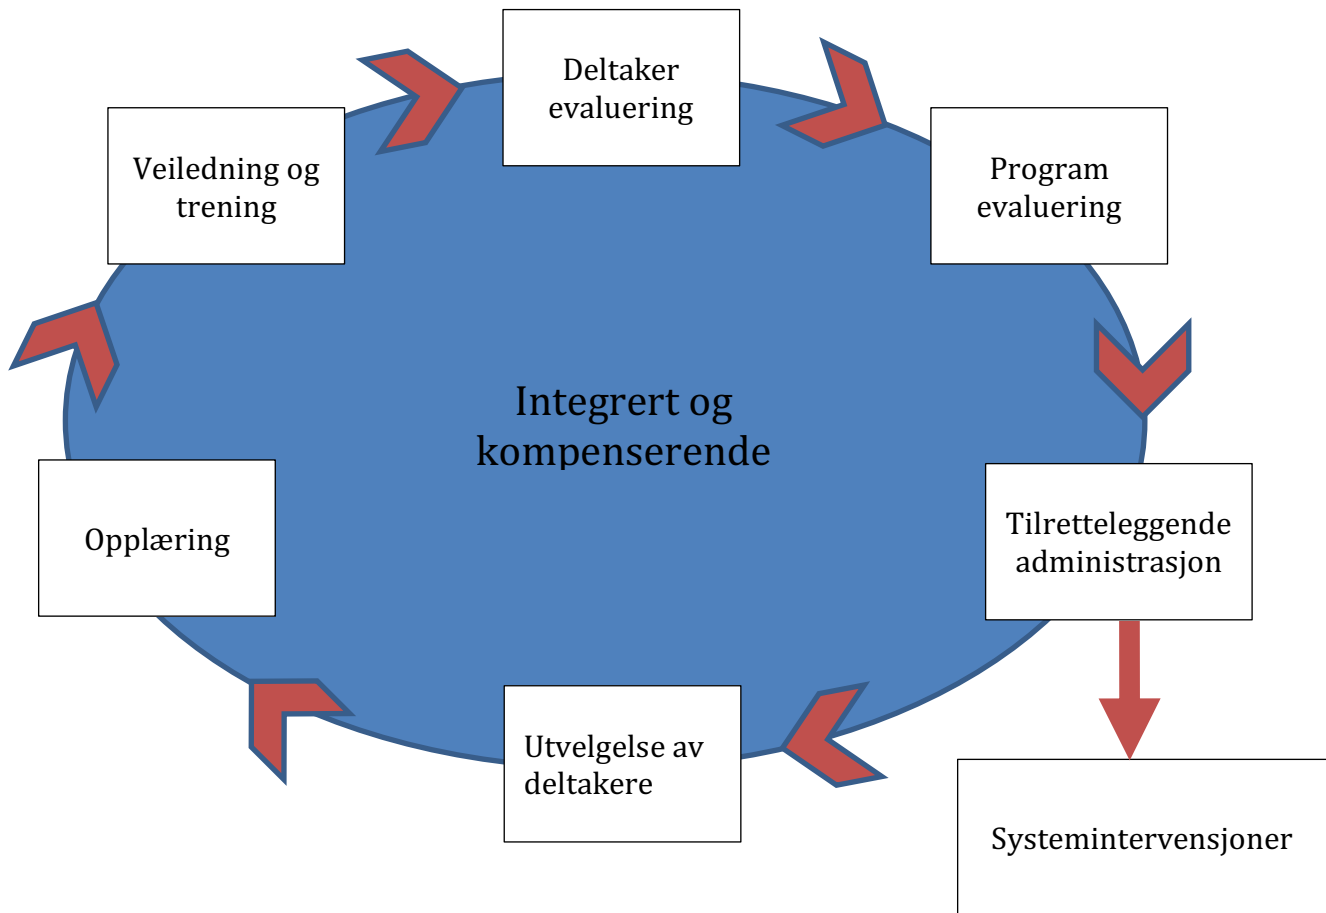 Deltaker
evaluering
Program
evaluering
Veiledning og
trening
Integrert og
kompenserende
Opplæring
Tilretteleggende
administrasjon
Utvelgelse av
deltakere
Systemintervensjoner